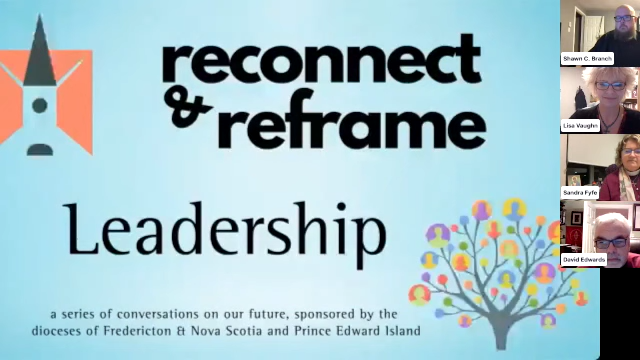 reconnect
& reframe
Leadership
a series of conversations on our future, sponsored by the
dioceses of Fredericton & Nova Scotia and Prince Edward Island
Shawn C. Branch
Lisa Vaughn
Sandra Fyfe
David Edwards